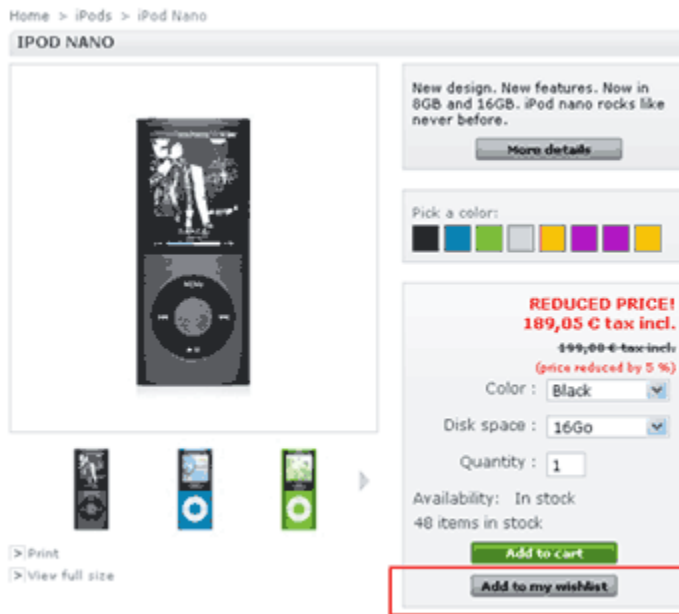 Home > iPods > iPod Nano
IPOD NANO
New design. New features. Now in
8GB and 16GB. iPod nano rocks like
never before.
More details
Pick a color:
REDUCED PRICE!
189,05 € tax incl.
199,00 € tax incl.
(price reduced by 5 %)
Color : Black
Disk space : 16Go
Quantity : 1
Availability: In stock
48 items in stock
Add to cart
Add to my wishlist
MENU
> Print
> View full size